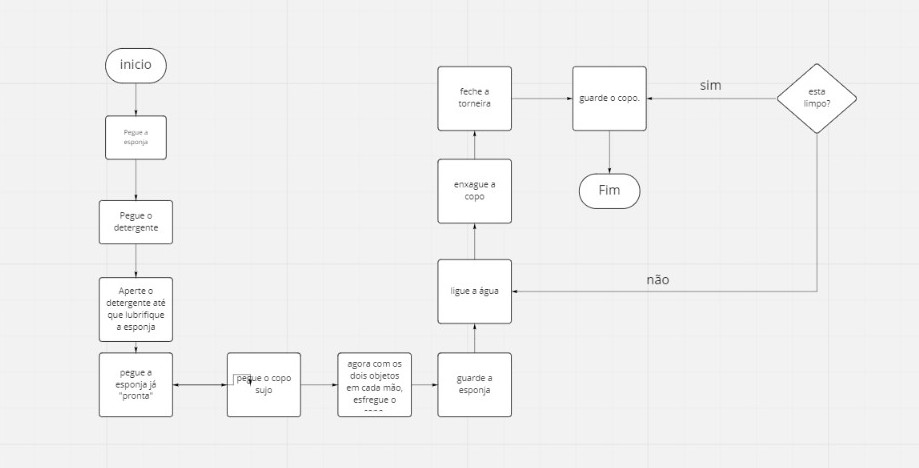 inicio
Pegue a
esponja
Pegue o
detergente
Aperte o
detergente até
que lubrifique
a esponja
pegue a
esponja já
"pronta"
pegue o copo
sujo
agora com os
dois objetos
em cada mão,
esfregue o
guarde a
esponja
ligue a água
enxague a
copo
feche a
torneira
guarde o copo.
Fim
sim
esta
limpo?
não